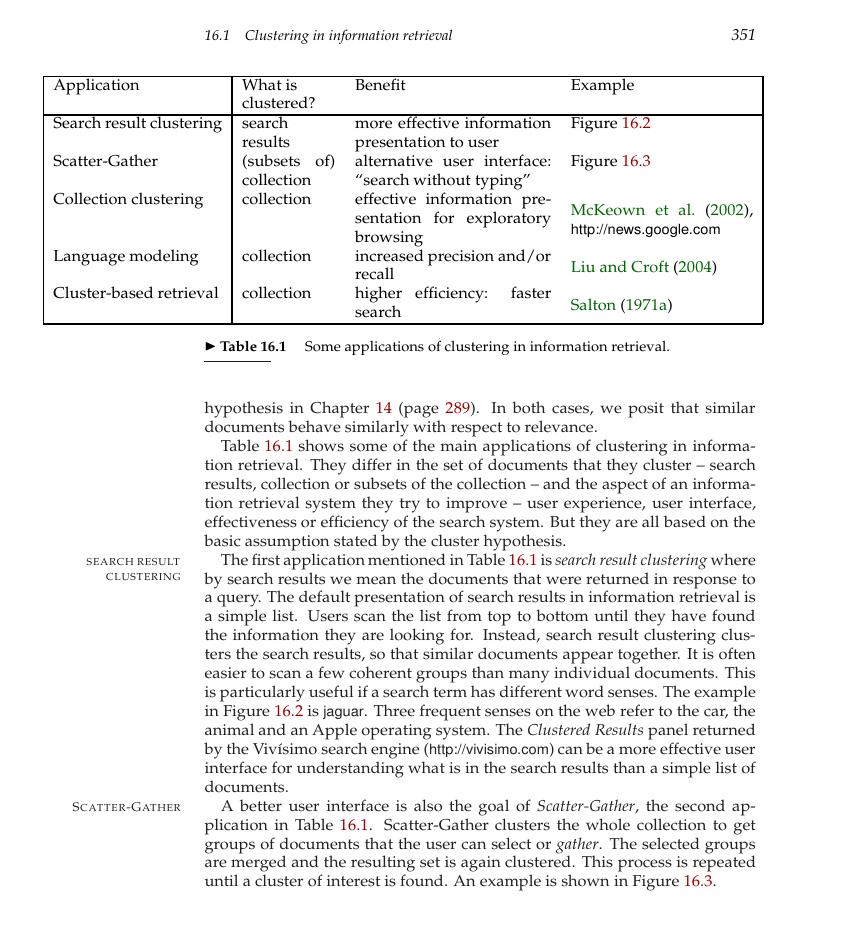 16.1 Clustering in information retrieval 351
Application What is Benefit Example
clustered?
Search result clustering search more effective information Figure 16.2
results presentation to user
Scatter-Gather (subsets of) alternative user interface: Figure 16.3
collection “search without typing”
Collection clustering collection effective information pre-
McKeown et al. (2002),
sentation for exploratory
http://news.google.com
browsing
Language modeling collection increased precision and/or
Liu and Croft (2004)
recall
Cluster-based retrieval collection higher efficiency: faster
Salton (1971a)
search
▶ Table 16.1 Some applications of clustering in information retrieval.
hypothesis in Chapter 14 (page 289). In both cases, we posit that similar
documents behave similarly with respect to relevance.
Table 16.1 shows some of the main applications of clustering in informa-
tion retrieval. They differ in the set of documents that they cluster – search
results, collection or subsets of the collection – and the aspect of an informa-
tion retrieval system they try to improve – user experience, user interface,
effectiveness or efficiency of the search system. But they are all based on the
basic assumption stated by the cluster hypothesis.
SEARCH RESULT The first application mentioned in Table 16.1 is search result clustering where
CLUSTERING by search results we mean the documents that were returned in response to
a query. The default presentation of search results in information retrieval is
a simple list. Users scan the list from top to bottom until they have found
the information they are looking for. Instead, search result clustering clus-
ters the search results, so that similar documents appear together. It is often
easier to scan a few coherent groups than many individual documents. This
is particularly useful if a search term has different word senses. The example
in Figure 16.2 is jaguar. Three frequent senses on the web refer to the car, the
animal and an Apple operating system. The Clustered Results panel returned
by the Vivísimo search engine (http://vivisimo.com) can be a more effective user
interface for understanding what is in the search results than a simple list of
documents.
SCATTER-GATHER A better user interface is also the goal of Scatter-Gather, the second ap-
plication in Table 16.1. Scatter-Gather clusters the whole collection to get
groups of documents that the user can select or gather. The selected groups
are merged and the resulting set is again clustered. This process is repeated
until a cluster of interest is found. An example is shown in Figure 16.3.